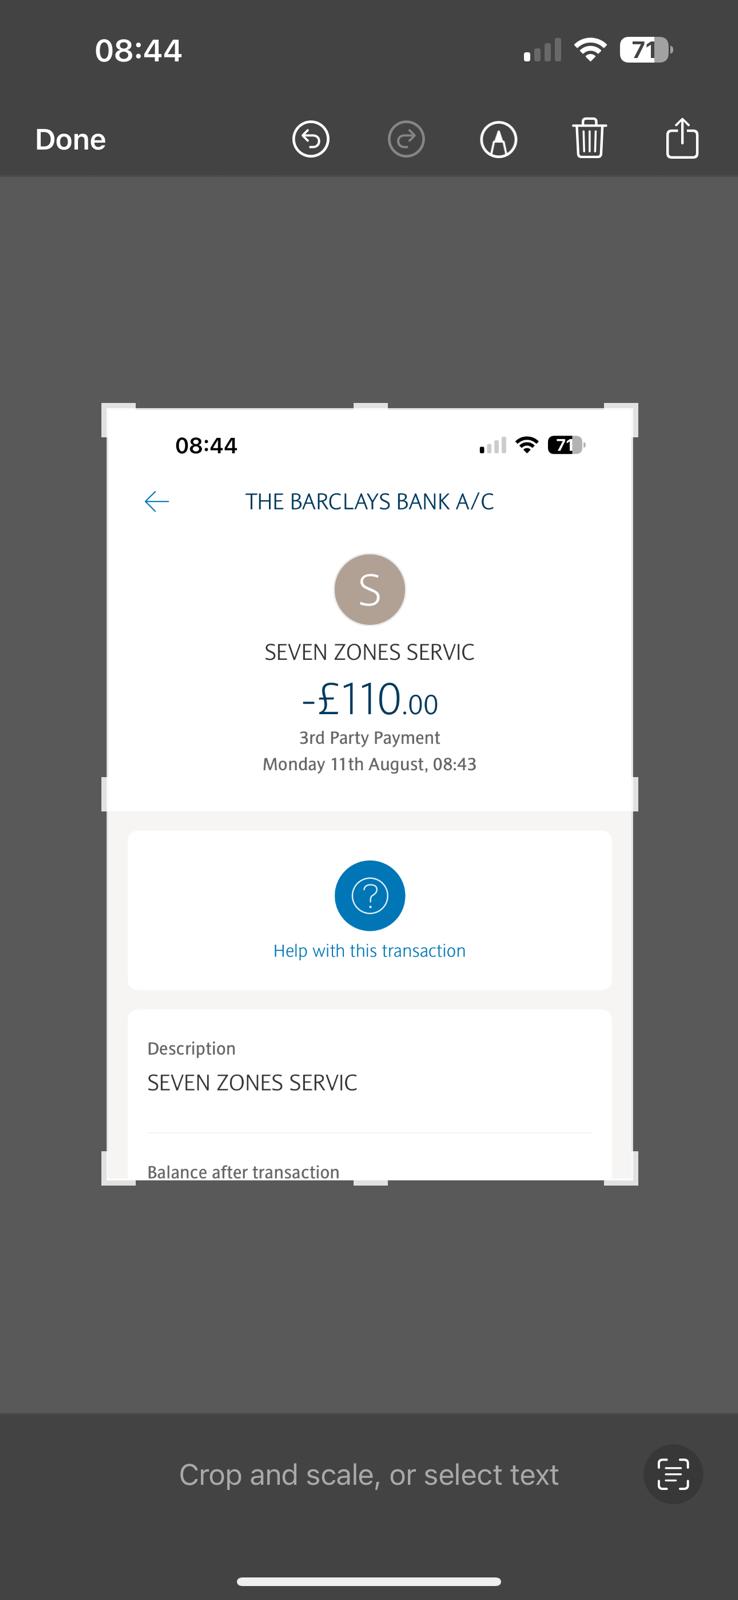 08:44
71
Done
08:44
71
THE BARCLAYS BANK A/C
S
SEVEN ZONES SERVIC
-£110.00
3rd Party Payment
Monday 11th August, 08:43
?
Help with this transaction
Description
SEVEN ZONES SERVIC
Balance after transaction
Crop and scale, or select text